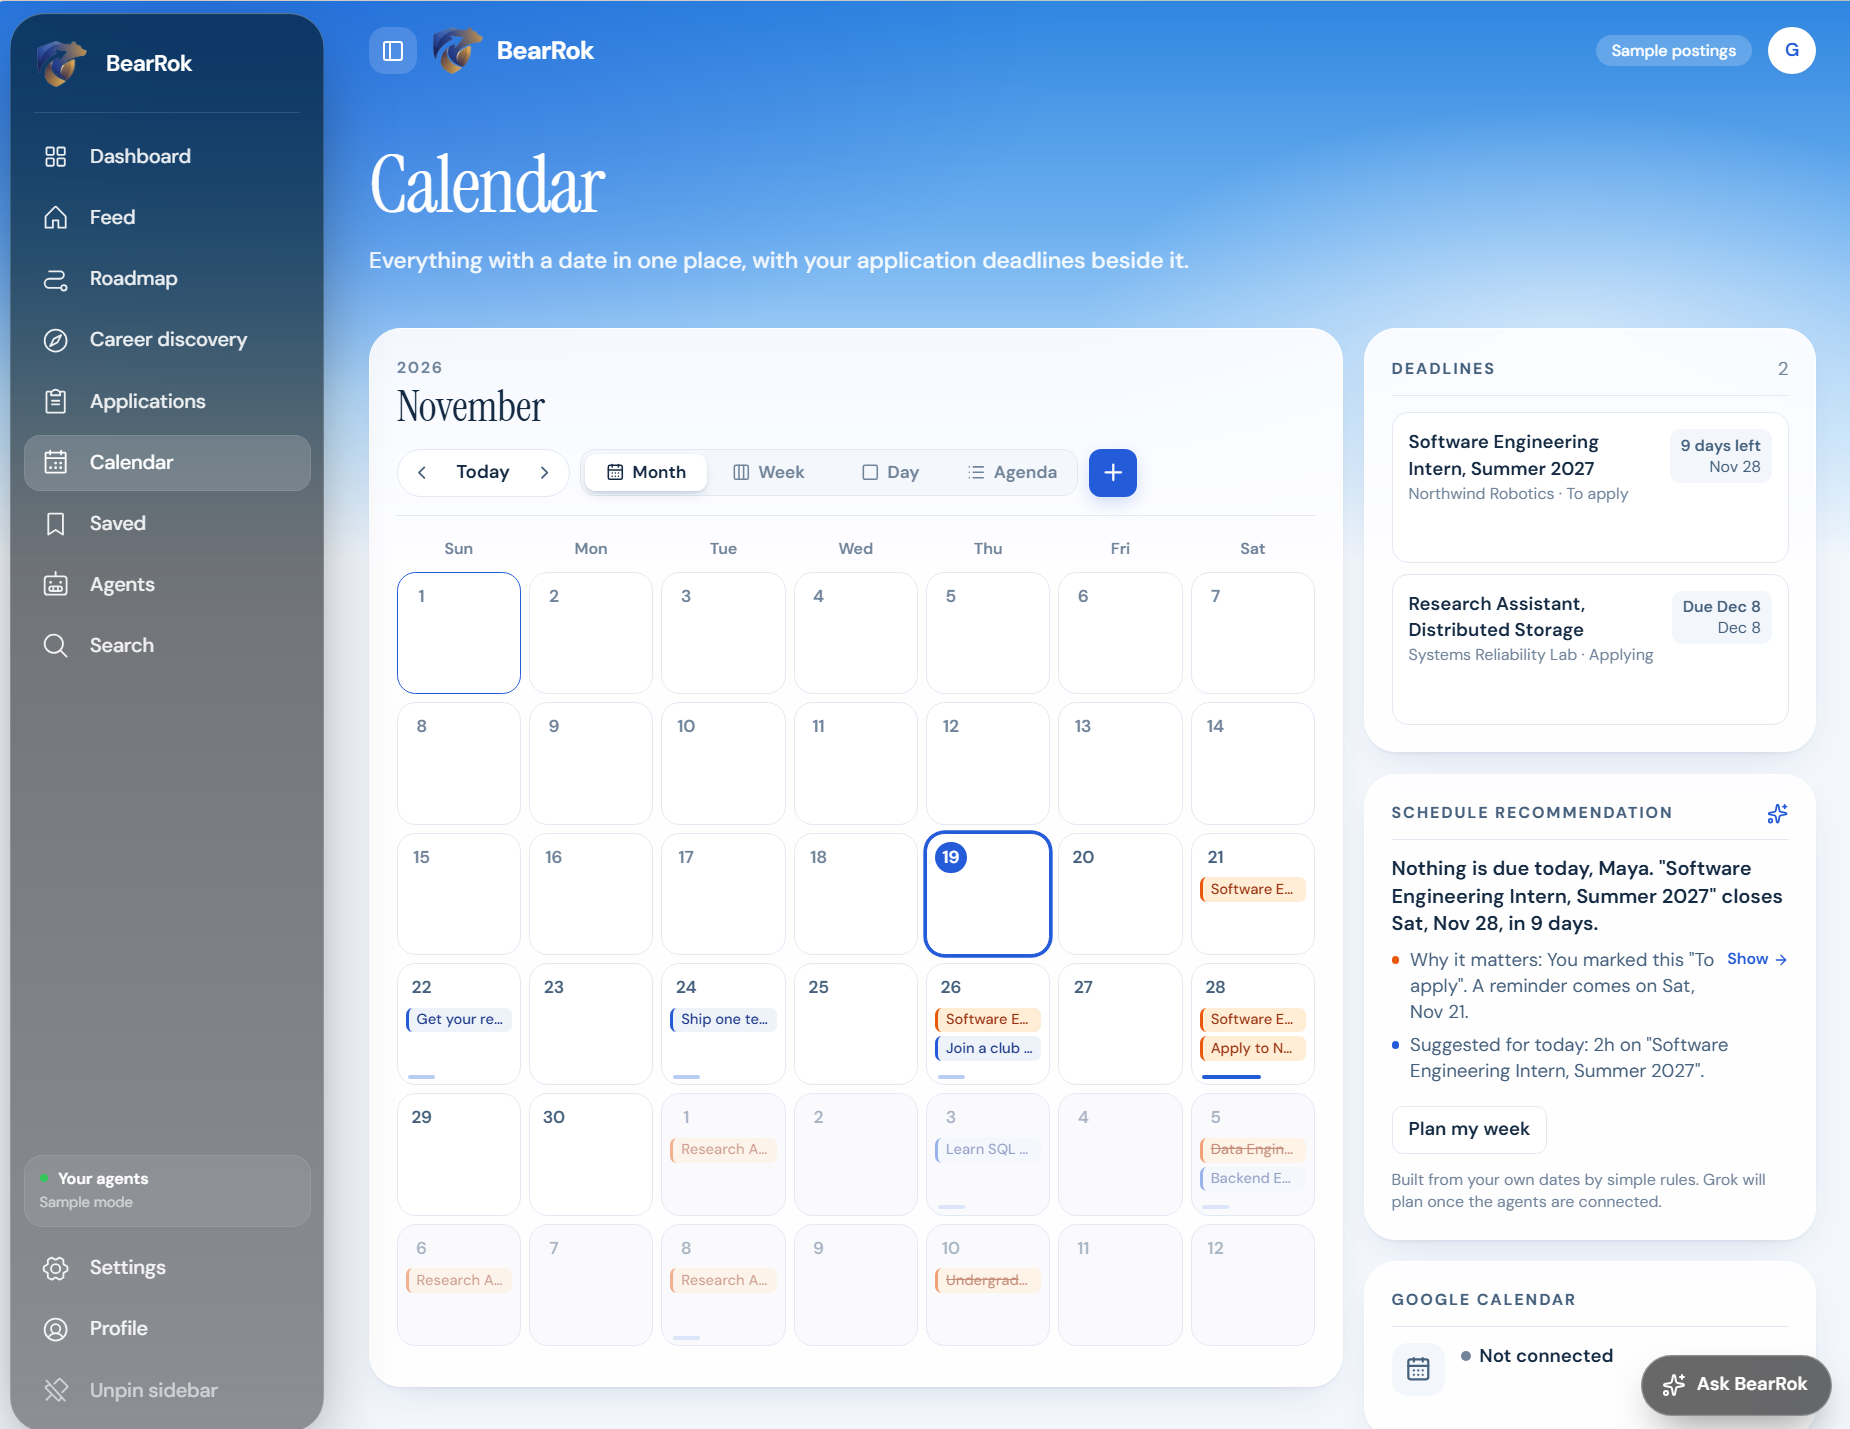 BearRok
Dashboard
Feed
Roadmap
Career discovery
Applications
Calendar
Saved
Agents
Search
Your agents
Sample mode
Settings
Profile
Unpin sidebar
BearRok
Sample postings
G
Calendar
Everything with a date in one place, with your application deadlines beside it.
2026
November
Today
Month
Week
Day
Agenda
Sun Mon Tue Wed Thu Fri Sat
1 2 3 4 5 6 7
8 9 10 11 12 13 14
15 16 17 18 19 20 21
Software E...
22 23 24 25 26 27 28
Get your re... Ship one te... Software E... Software E...
Join a club ... Apply to N...
29 30 1 2 3 4 5
Research A... Learn SQL ... Data Engin...
Backend E...
6 7 8 9 10 11 12
Research A... Research A... Undergrad...
DEADLINES 2
Software Engineering
Intern, Summer 2027
Northwind Robotics · To apply
9 days left
Nov 28
Research Assistant,
Distributed Storage
Systems Reliability Lab · Applying
Due Dec 8
Dec 8
SCHEDULE RECOMMENDATION
Nothing is due today, Maya. "Software
Engineering Intern, Summer 2027" closes
Sat, Nov 28, in 9 days.
Why it matters: You marked this "To
apply". A reminder comes on Sat,
Nov 21.
Show →
Suggested for today: 2h on "Software
Engineering Intern, Summer 2027".
Plan my week
Built from your own dates by simple rules. Grok will
plan once the agents are connected.
GOOGLE CALENDAR
Not connected
Ask BearRok